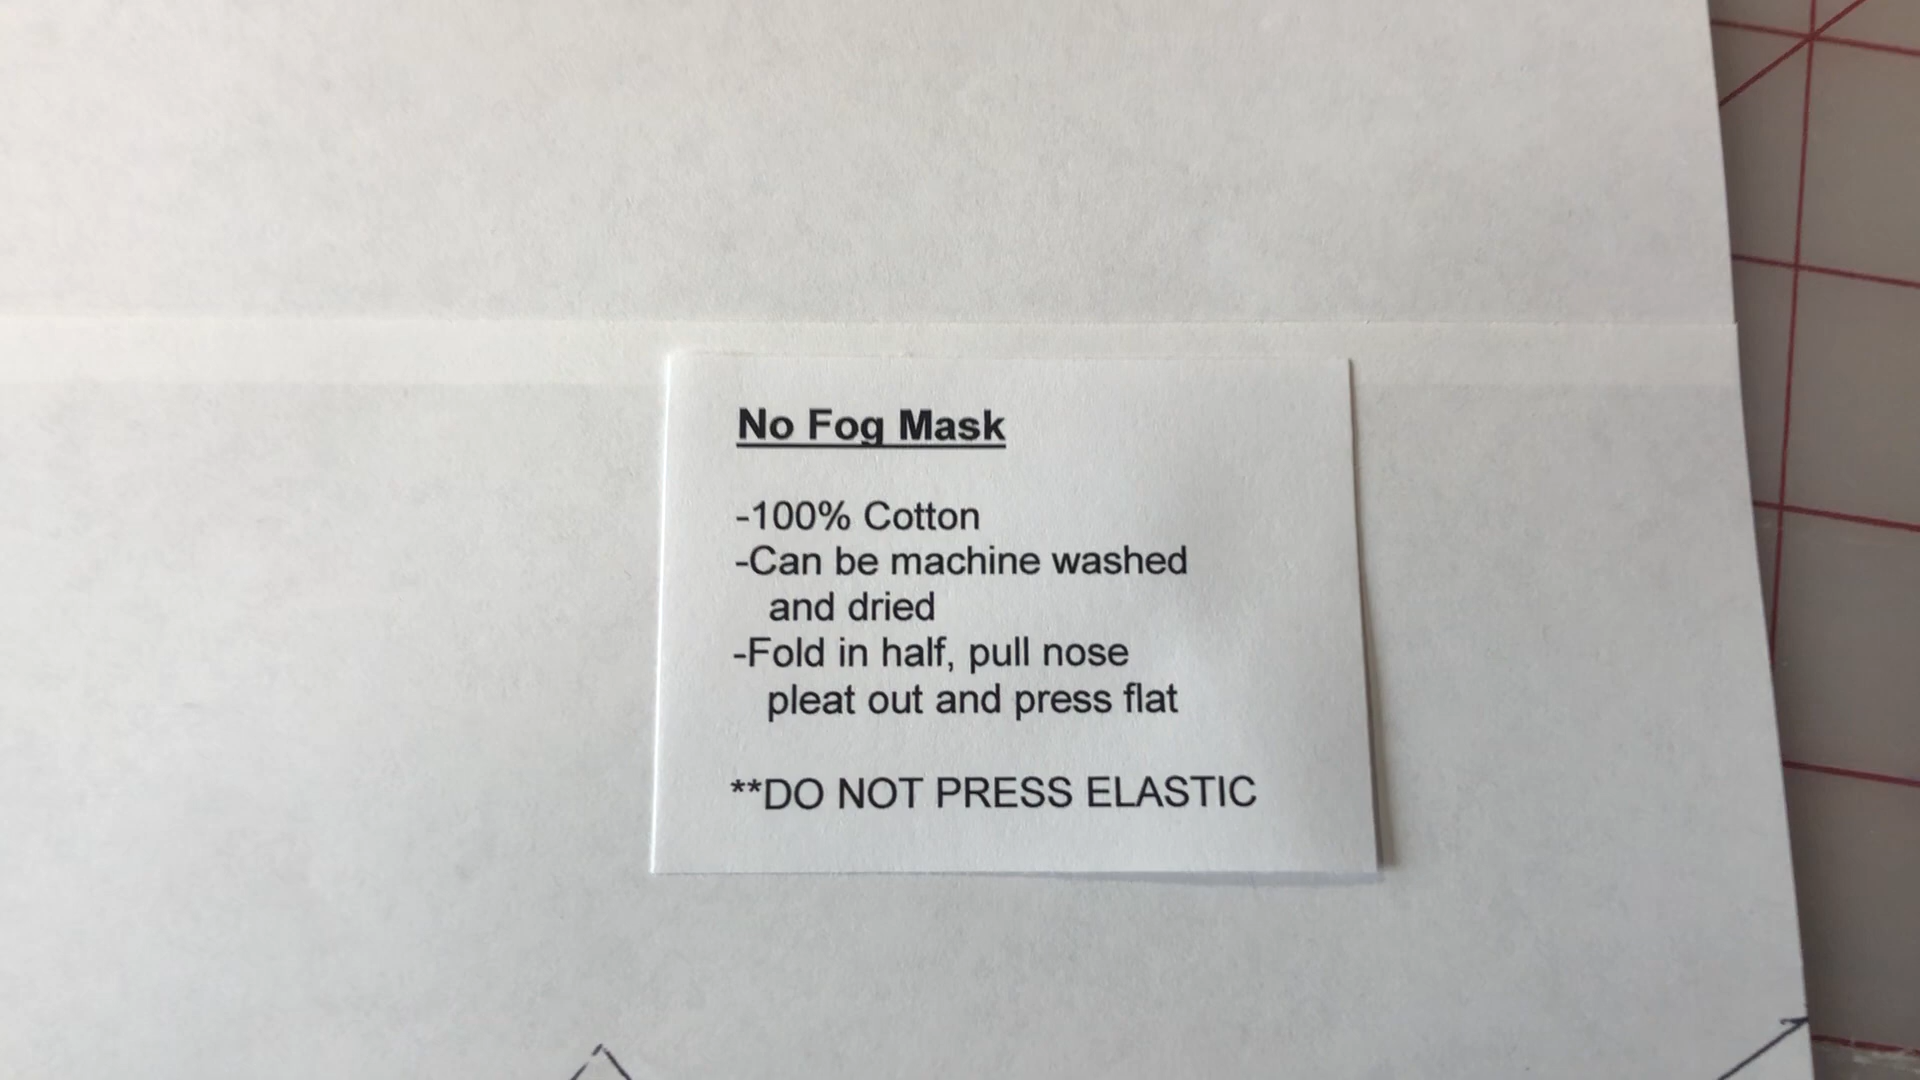 No Fog Mask
-100% Cotton
-Can be machine washed
and dried
-Fold in half, pull nose
pleat out and press flat
**DO NOT PRESS ELASTIC